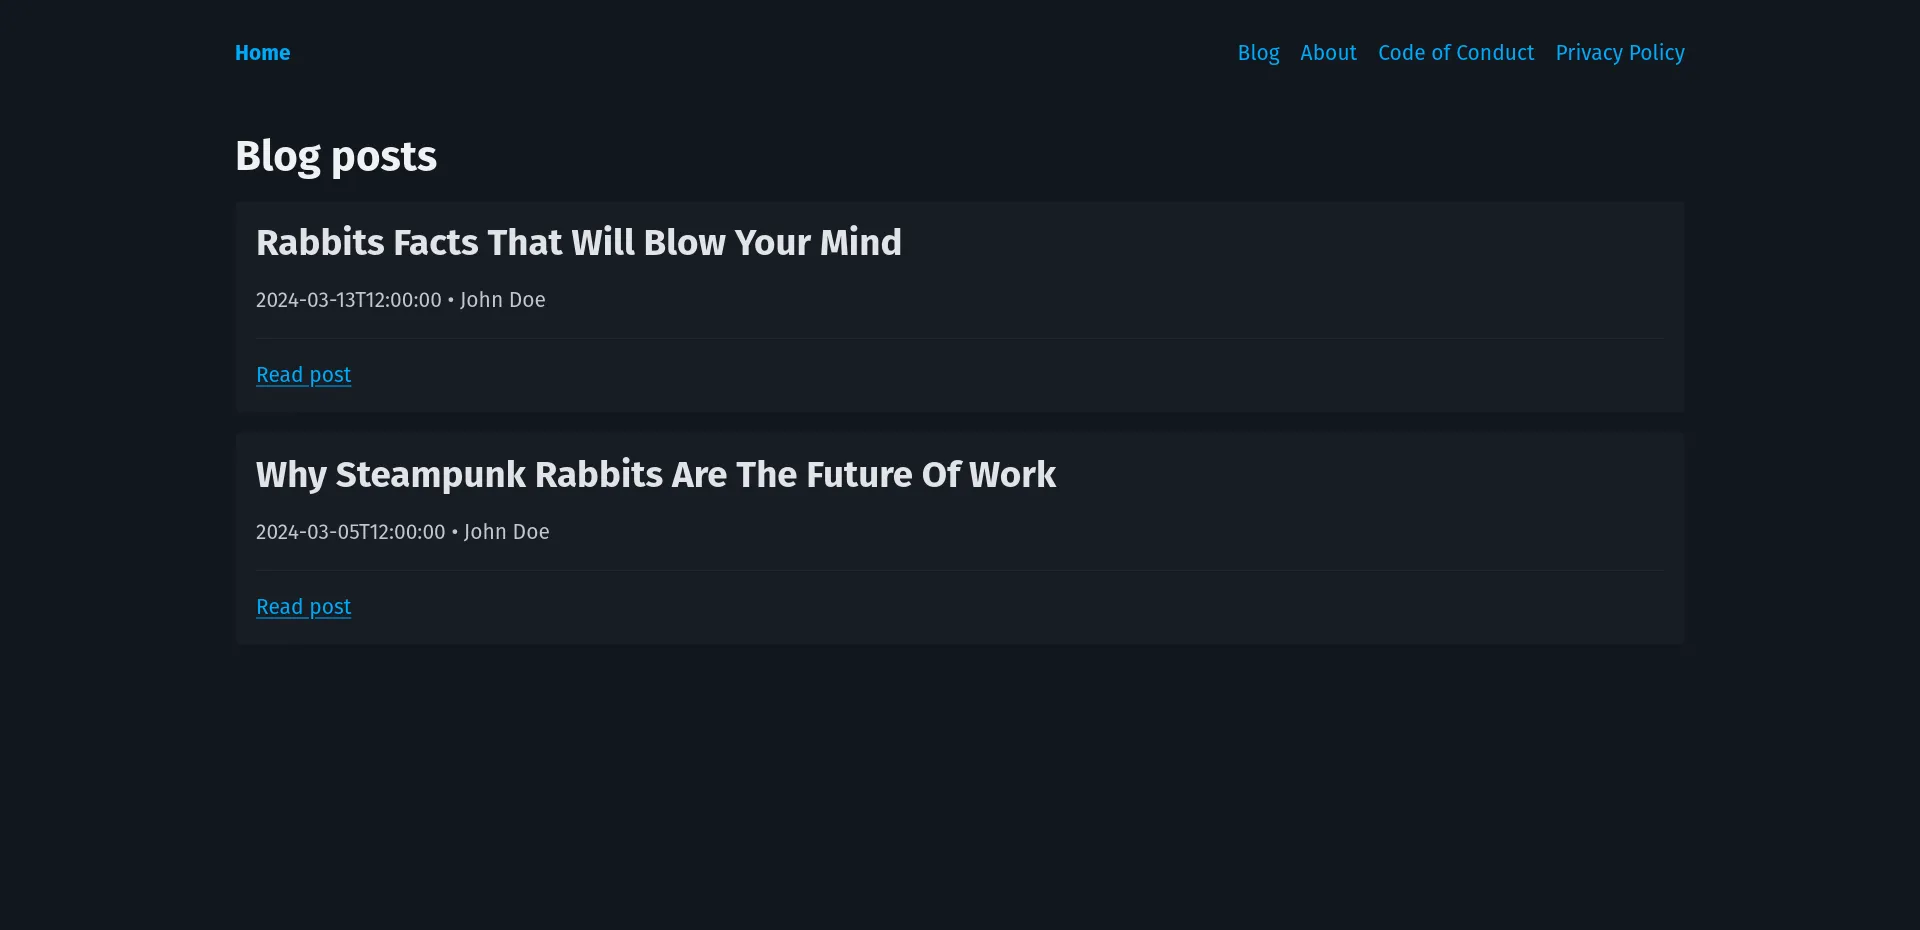 Home Blog About Code of Conduct Privacy Policy
Blog posts
Rabbits Facts That Will Blow Your Mind
2024-03-13T12:00:00 • John Doe
Read post
Why Steampunk Rabbits Are The Future Of Work
2024-03-05T12:00:00 • John Doe
Read post